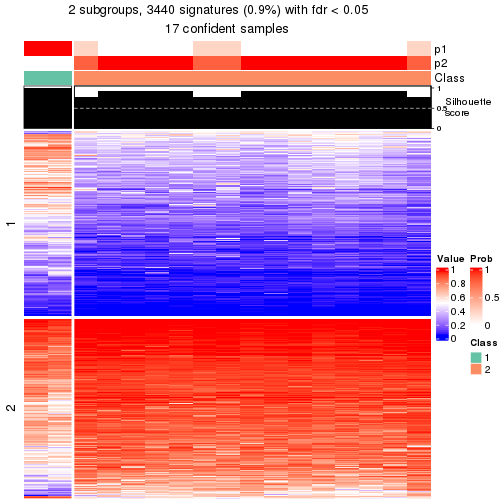 2 subgroups, 3440 signatures (0.9%) with fdr < 0.05
17 confident samples
p1
p2
Class
1
0.5
0
Silhouette
score
1
2
Value
1
0.8
0.6
0.4
0.2
0
Prob
1
0.5
0
Class
1
2